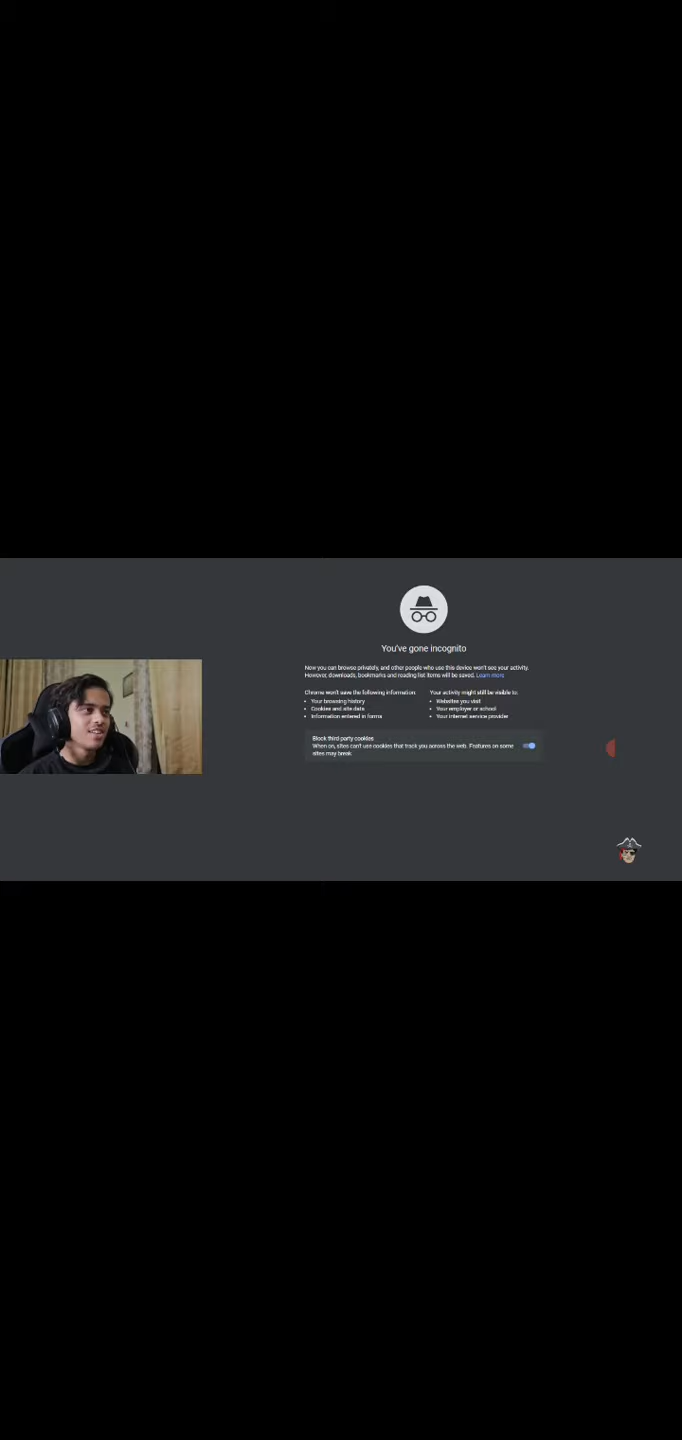 You've gone incognito
Now you can browse privately, and other people who use this device won't see your activity.
However, downloads, bookmarks and reading list items will be saved. Learn more
Chrome won't save the following information:
• Your browsing history
• Cookies and site data
• Information entered in forms
Your activity might still be visible to:
• Websites you visit
• Your employer or school
• Your internet service provider
Block third-party cookies
When on, sites can't use cookies that track you across the web. Features on some
sites may break.